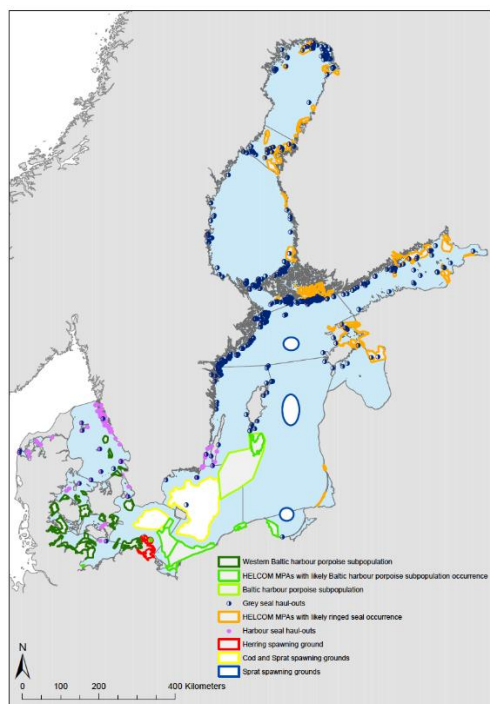 Western Baltic harbour porpoise subpopulation
HELCOM MPAs with likely Baltic harbour porpoise subpopulation occurrence
Baltic harbour porpoise subpopulation
Grey seal haul-outs
HELCOM MPAs with likely ringed seal occurrence
Harbour seal haul-outs
Herring spawning ground
Cod and Sprat spawning grounds
Sprat spawning grounds
N
0 100 200 400 Kilometers